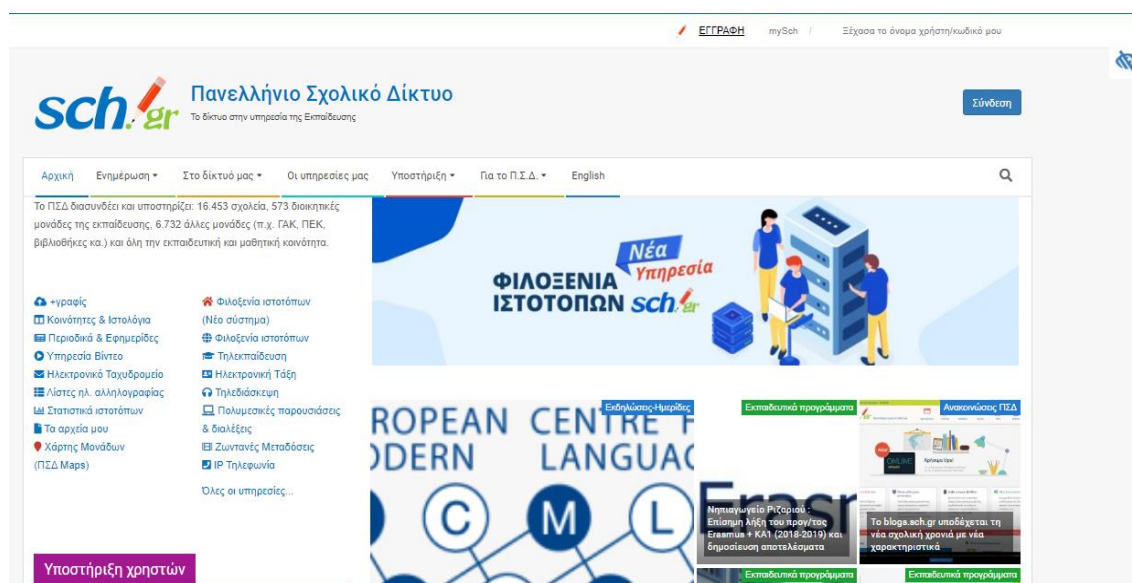 ΕΓΓΡΑΦΗ mySch / Ξέχασα το όνομα χρήστη/κωδικό μου
sch.gr
Πανελλήνιο Σχολικό Δίκτυο
Το δίκτυο στην υπηρεσία της Εκπαίδευσης
Σύνδεση
Αρχική Ενημέρωση Στο δίκτυό μας Οι υπηρεσίες μας Υποστήριξη Για το Π.Σ.Δ. English
Το ΠΣΔ διασυνδέει και υποστηρίζει: 16.453 σχολεία, 573 διοικητικές
μονάδες της εκπαίδευσης, 6.732 άλλες μονάδες (π.χ. ΓΑΚ, ΠΕΚ,
βιβλιοθήκες κα.) και όλη την εκπαιδευτική και μαθητική κοινότητα.
+γραφίς
Κοινότητες & Ιστολόγια
Περιοδικά & Εφημερίδες
Υπηρεσία Βίντεο
Ηλεκτρονικό Ταχυδρομείο
Λίστες ηλ. αλληλογραφίας
Στατιστικά ιστοτόπων
Τα αρχεία μου
Χάρτης Μονάδων
(ΠΣΔ Maps)
Φιλοξενία ιστοτόπων
(Νέο σύστημα)
Φιλοξενία ιστοτόπων
Τηλεκπαίδευση
Ηλεκτρονική Τάξη
Τηλεδιάσκεψη
Πολυμεσικές παρουσιάσεις
& διαλέξεις
Ζωντανές Μεταδόσεις
IP Τηλεφωνία
Όλες οι υπηρεσίες...
Υποστήριξη χρηστών
Νέα
Υπηρεσία
ΦΙΛΟΞΕΝΙΑ
ΙΣΤΟΤΟΠΩΝ sch.gr
Εκδηλώσεις-Ημερίδες
ROPEAN CENTRE F
ODERN LANGUAG
C M L
Εκπαιδευτικά προγράμματα
Erasm
Νηπιαγωγείο Ριζαριού :
Επίσημη λήξη του προγ/τος
Erasmus + ΚΑ1 (2018-2019) και
δημοσίευση αποτελέσματα
Ανακοινώσεις ΠΣΔ
ONLINE
Το blogs.sch.gr υποδέχεται τη
νέα σχολική χρονιά με νέα
χαρακτηριστικά
Εκπαιδευτικά προγράμματα
Εκπαιδευτικά προγράμματα